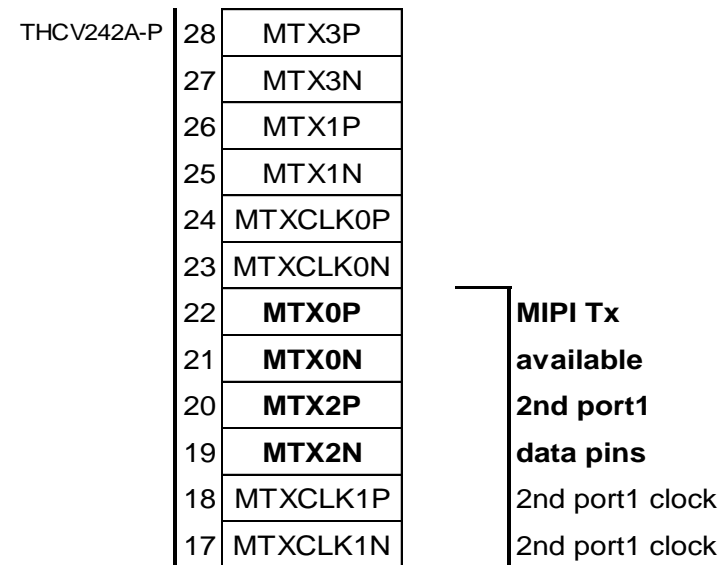 THCV242A-P 28 MTX3P
27 MTX3N
26 MTX1P
25 MTX1N
24 MTXCLK0P
23 MTXCLK0N
22 MTX0P MIPI Tx
21 MTX0N available
20 MTX2P 2nd port1
19 MTX2N data pins
18 MTXCLK1P 2nd port1 clock
17 MTXCLK1N 2nd port1 clock